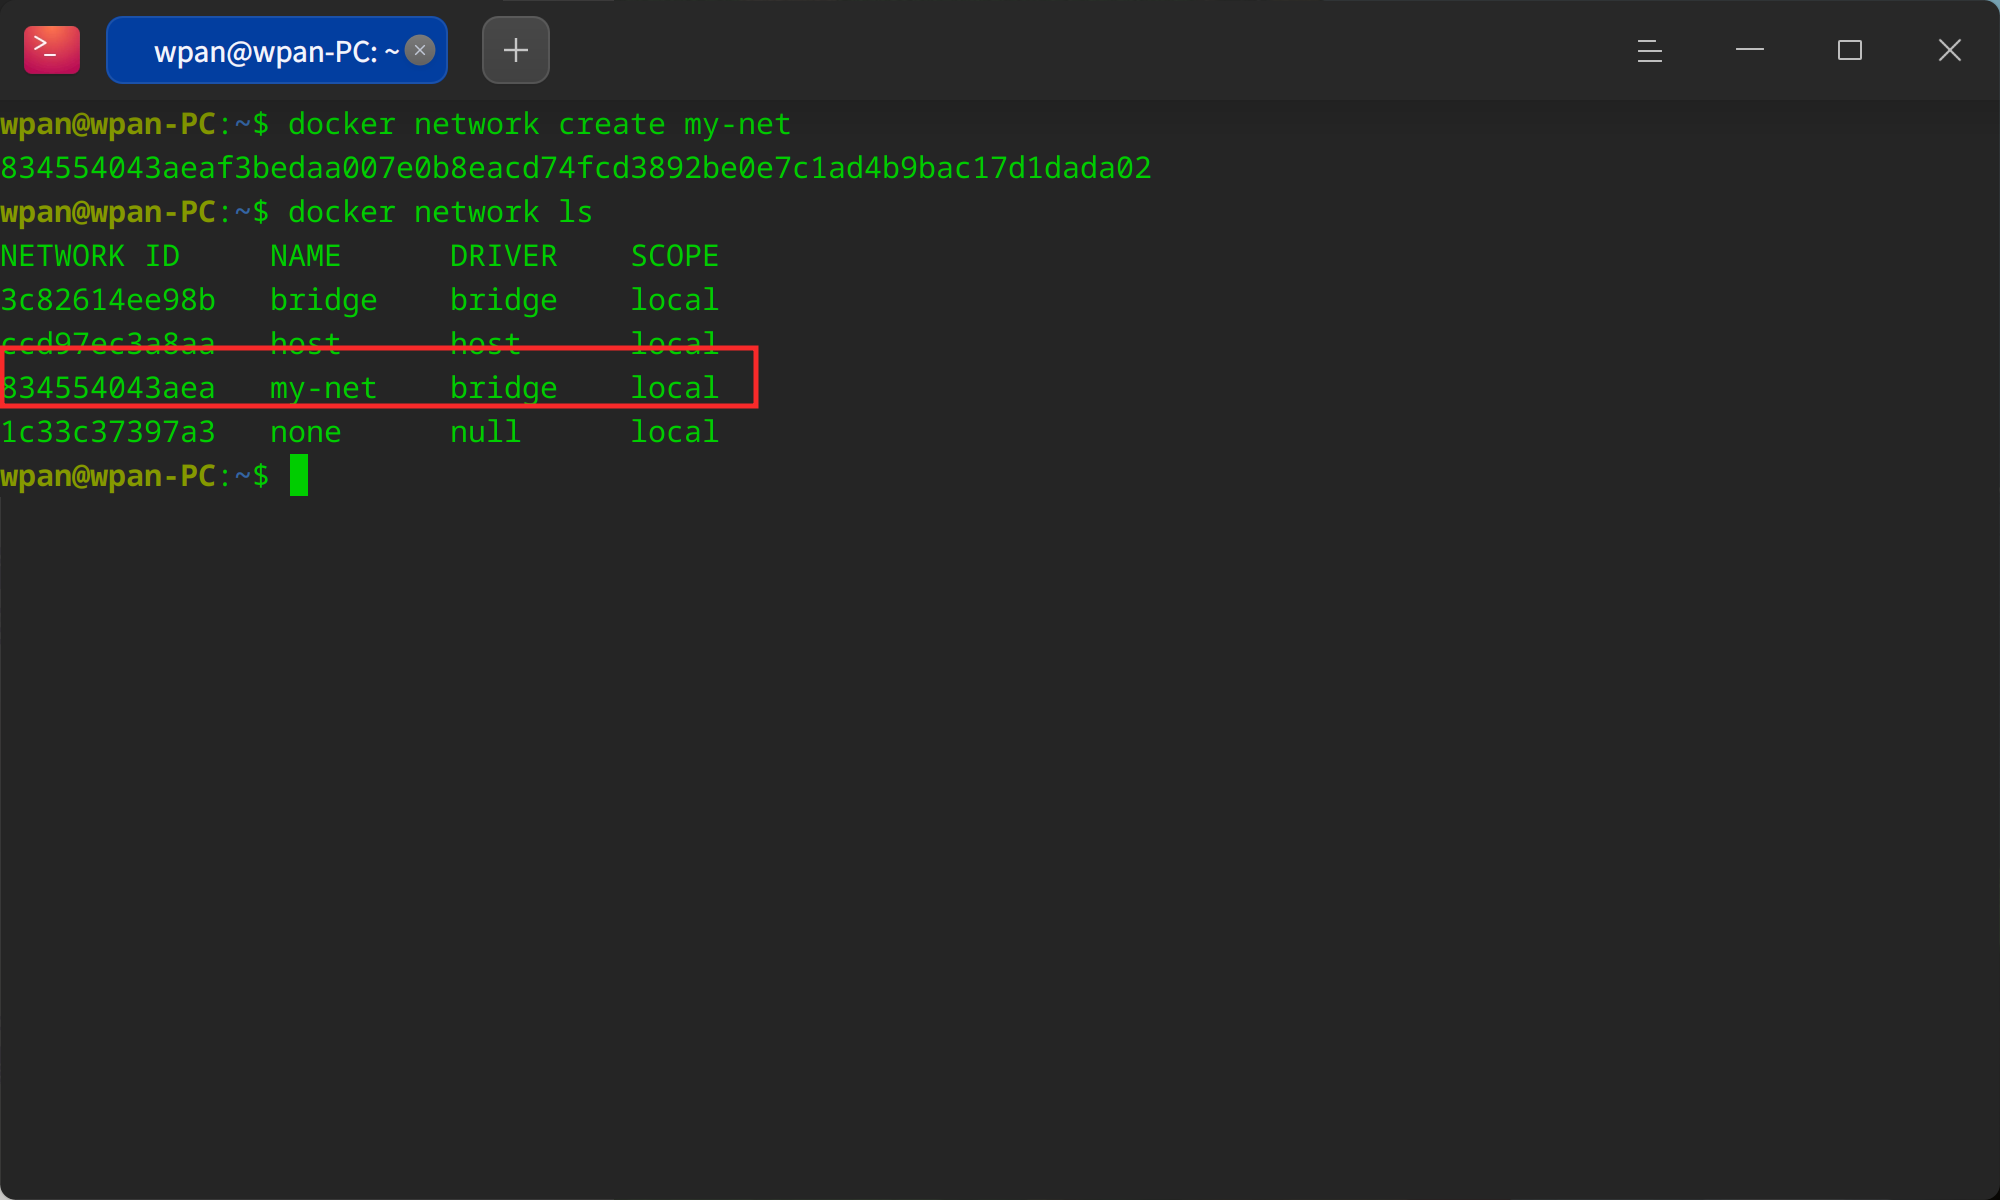 wpan@wpan-PC: ~
wpan@wpan-PC:~$ docker network create my-net
834554043aeaf3bedaa007e0b8eacd74fcd3892be0e7c1ad4b9bac17d1dada02
wpan@wpan-PC:~$ docker network ls
NETWORK ID     NAME      DRIVER    SCOPE
3c82614ee98b   bridge    bridge    local
ccd97ec3a8aa   host      host      local
834554043aea   my-net    bridge    local
1c33c37397a3   none      null      local
wpan@wpan-PC:~$